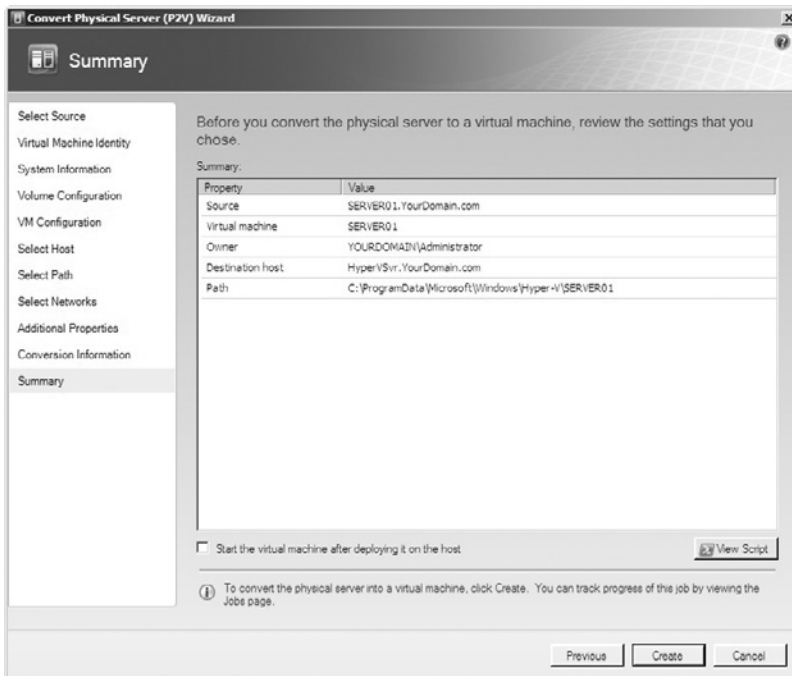 Convert Physical Server (P2V) Wizard
Summary
Select Source
Virtual Machine Identity
System Information
Volume Configuration
VM Configuration
Select Host
Select Path
Select Networks
Additional Properties
Conversion Information
Summary
Before you convert the physical server to a virtual machine, review the settings that you
chose.
Summary:
Property Value
Source SERVER01.YourDomain.com
Virtual machine SERVER01
Owner YOURDOMAIN\Administrator
Destination host HyperVSvr.YourDomain.com
Path C:\ProgramData\Microsoft\Windows\Hyper-V\SERVER01
Start the virtual machine after deploying it on the host
View Script
To convert the physical server into a virtual machine, click Create. You can track progress of this job by viewing the
Jobs page.
Previous Create Cancel